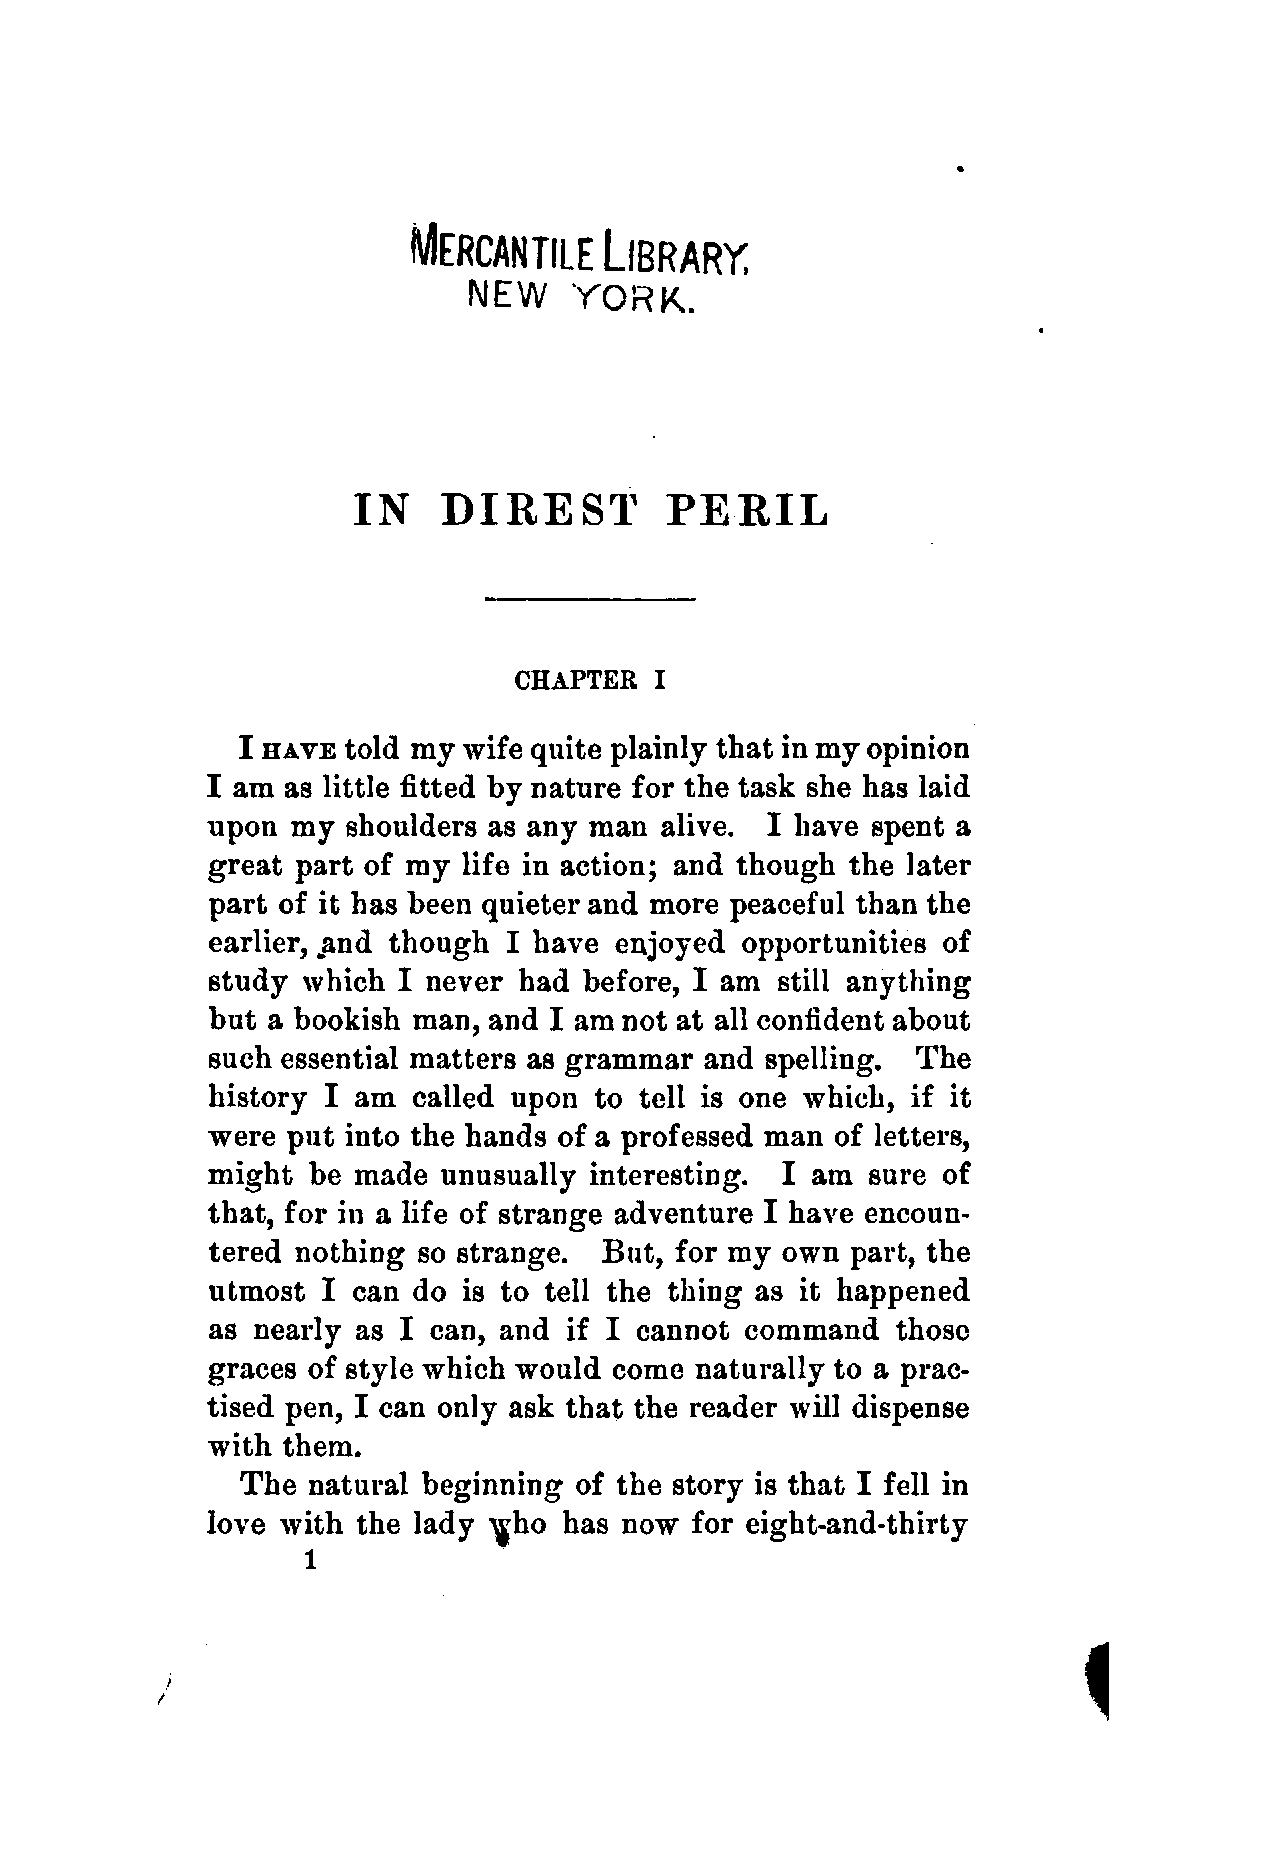 MERCANTILE LIBRARY,
NEW YORK.
IN DIREST PERIL
CHAPTER I
I HAVE told my wife quite plainly that in my opinion
I am as little fitted by nature for the task she has laid
upon my shoulders as any man alive. I have spent a
great part of my life in action; and though the later
part of it has been quieter and more peaceful than the
earlier, and though I have enjoyed opportunities of
study which I never had before, I am still anything
but a bookish man, and I am not at all confident about
such essential matters as grammar and spelling. The
history I am called upon to tell is one which, if it
were put into the hands of a professed man of letters,
might be made unusually interesting. I am sure of
that, for in a life of strange adventure I have encoun-
tered nothing so strange. But, for my own part, the
utmost I can do is to tell the thing as it happened
as nearly as I can, and if I cannot command those
graces of style which would come naturally to a prac-
tised pen, I can only ask that the reader will dispense
with them.
The natural beginning of the story is that I fell in
love with the lady who has now for eight-and-thirty
1